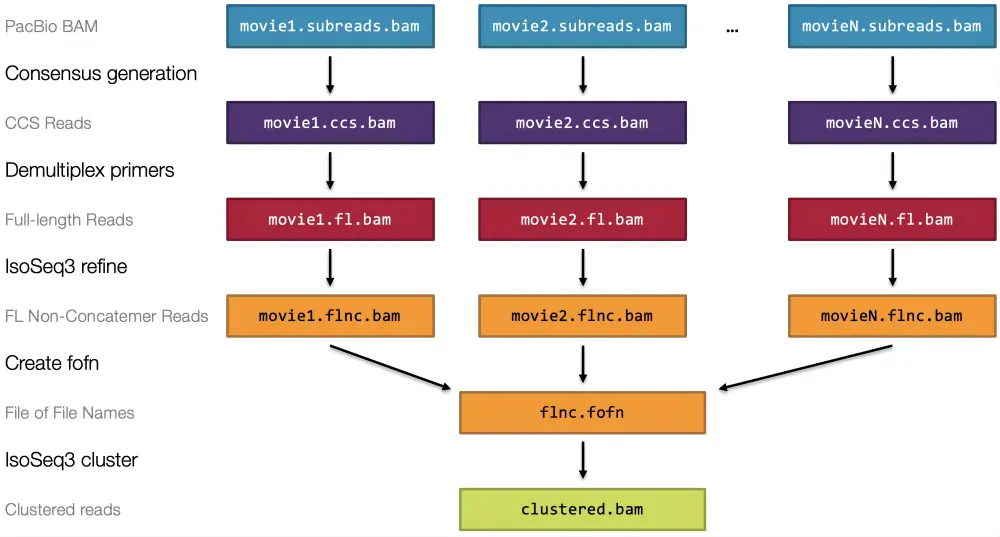 PacBio BAM movie1.subreads.bam movie2.subreads.bam ... movieN.subreads.bam
Consensus generation
CCS Reads movie1.ccs.bam movie2.ccs.bam movieN.ccs.bam
Demultiplex primers
Full-length Reads movie1.fl.bam movie2.fl.bam movieN.fl.bam
IsoSeq3 refine
FL Non-Concatemer Reads movie1.flnc.bam movie2.flnc.bam movieN.flnc.bam
Create fofn
File of File Names flnc.fofn
IsoSeq3 cluster
Clustered reads clustered.bam